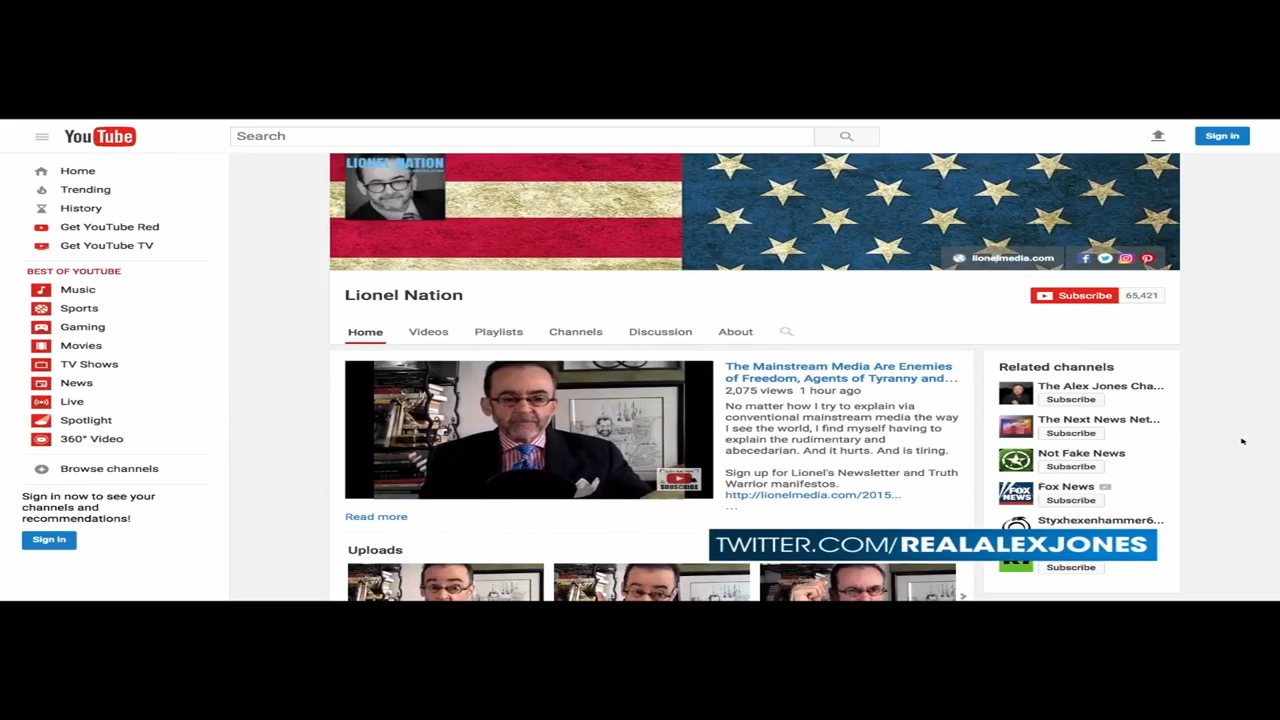 YouTube
Search
Sign in
Home
Trending
History
Get YouTube Red
Get YouTube TV
BEST OF YOUTUBE
Music
Sports
Gaming
Movies
TV Shows
News
Live
Spotlight
360° Video
Browse channels
Sign in now to see your
channels and
recommendations!
Sign in
LIONEL NATION
lionelmedia.com
Lionel Nation
Subscribe 65,421
Home Videos Playlists Channels Discussion About
The Mainstream Media Are Enemies
of Freedom, Agents of Tyranny and...
2,075 views 1 hour ago
No matter how I try to explain via
conventional mainstream media the way
I see the world, I find myself having to
explain the rudimentary and
abecedarian. And it hurts. And is tiring.
Sign up for Lionel's Newsletter and Truth
Warrior manifestos.
http://lionelmedia.com/2015...
...
SUBSCRIBE
Read more
Uploads
Related channels
The Alex Jones Cha...
Subscribe
The Next News Net...
Subscribe
Not Fake News
Subscribe
FOX NEWS
Fox News
Subscribe
Styxhexenhammer6...
Subscribe
TWITTER.COM/REALALEXJONES